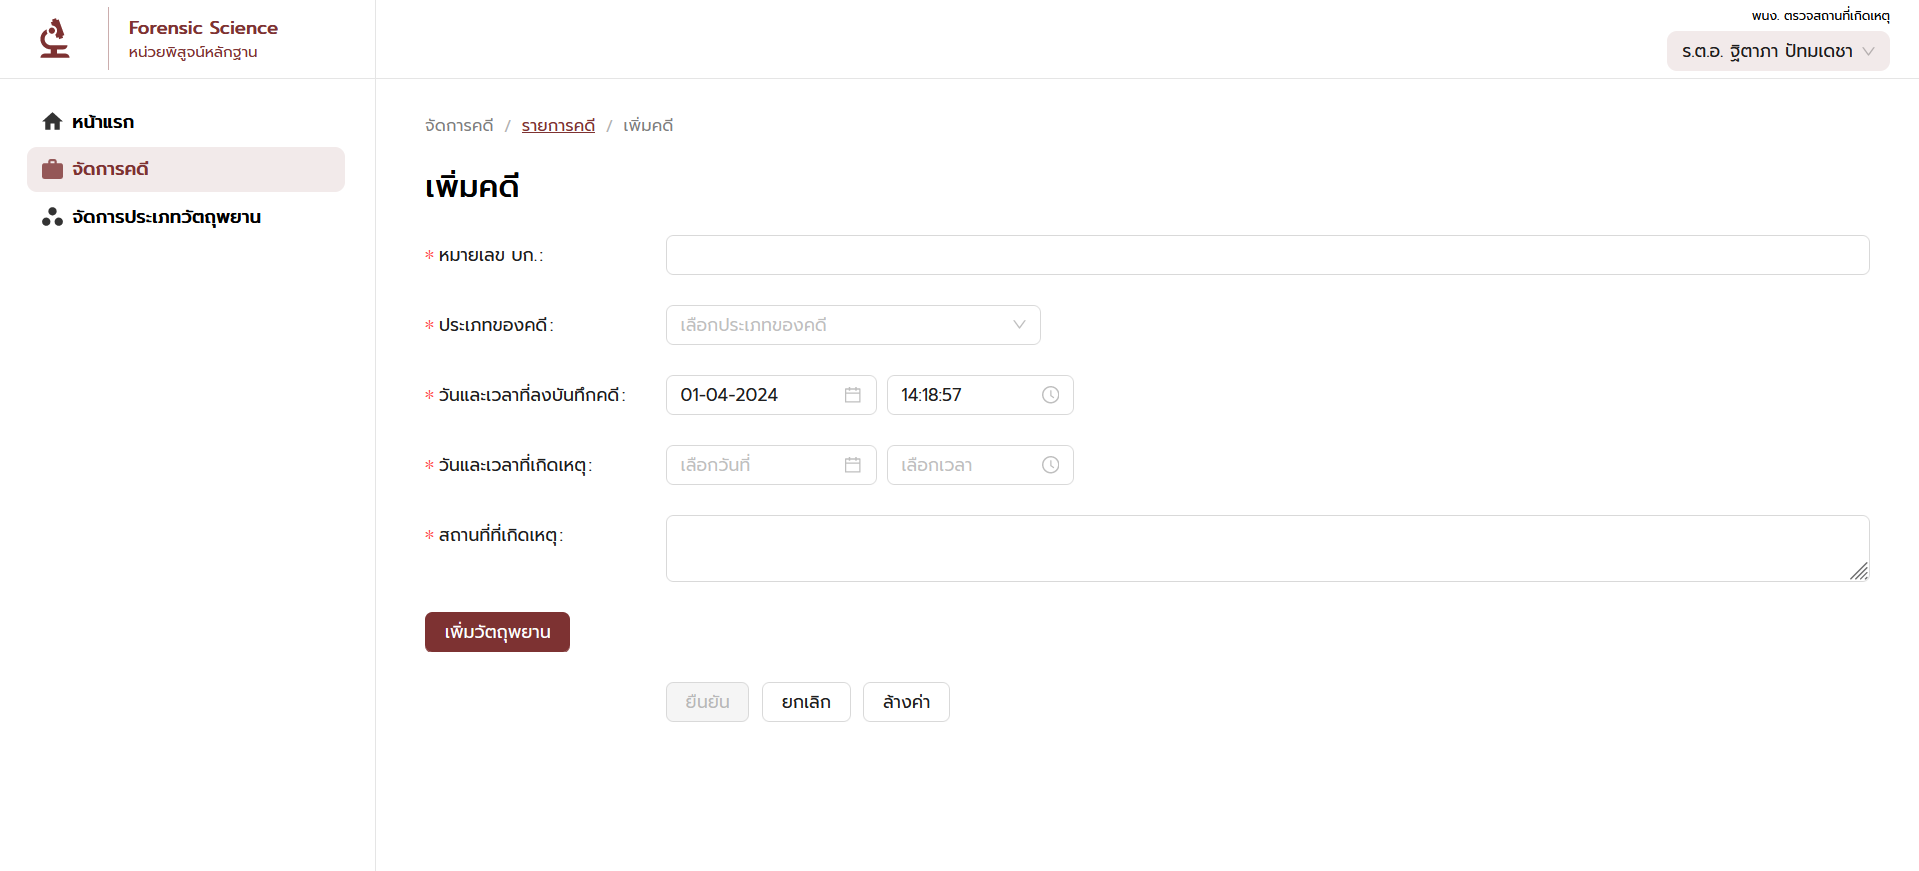 Forensic Science
หน่วยพิสูจน์หลักฐาน
พนง. ตรวจสถานที่เกิดเหตุ
ร.ต.อ. ฐิตาภา ปัทมเดชา
หน้าแรก
จัดการคดี
จัดการประเภทวัตถุพยาน
จัดการคดี / รายการคดี / เพิ่มคดี
เพิ่มคดี
* หมายเลข บก.:
* ประเภทของคดี: เลือกประเภทของคดี
* วันและเวลาที่ลงบันทึกคดี: 01-04-2024 14:18:57
* วันและเวลาที่เกิดเหตุ: เลือกวันที่ เลือกเวลา
* สถานที่ที่เกิดเหตุ:
เพิ่มวัตถุพยาน
ยืนยัน ยกเลิก ล้างค่า